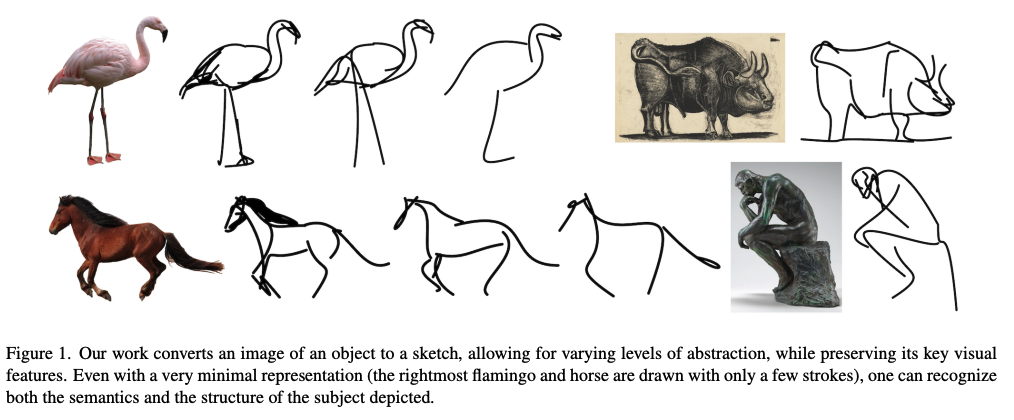 Figure 1. Our work converts an image of an object to a sketch, allowing for varying levels of abstraction, while preserving its key visual
features. Even with a very minimal representation (the rightmost flamingo and horse are drawn with only a few strokes), one can recognize
both the semantics and the structure of the subject depicted.